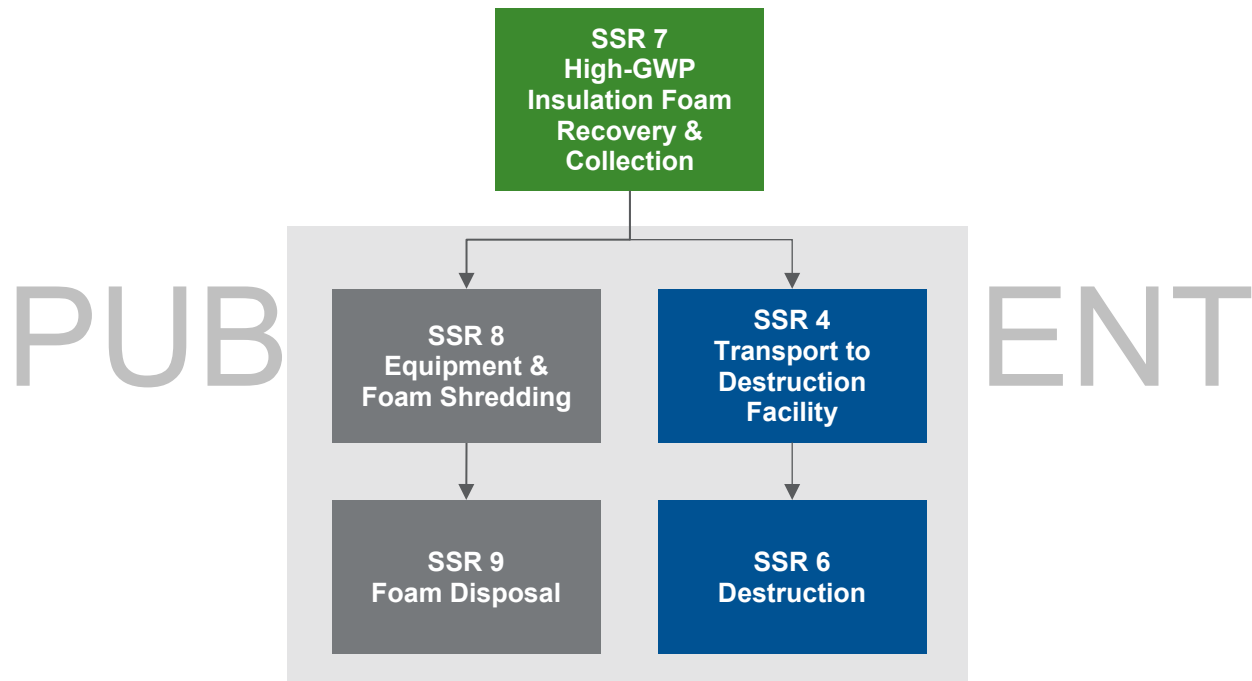 SSR 7
High-GWP
Insulation Foam
Recovery &
Collection
PUB
ENT
SSR 8
Equipment &
Foam Shredding
SSR 4
Transport to
Destruction
Facility
SSR 9
Foam Disposal
SSR 6
Destruction